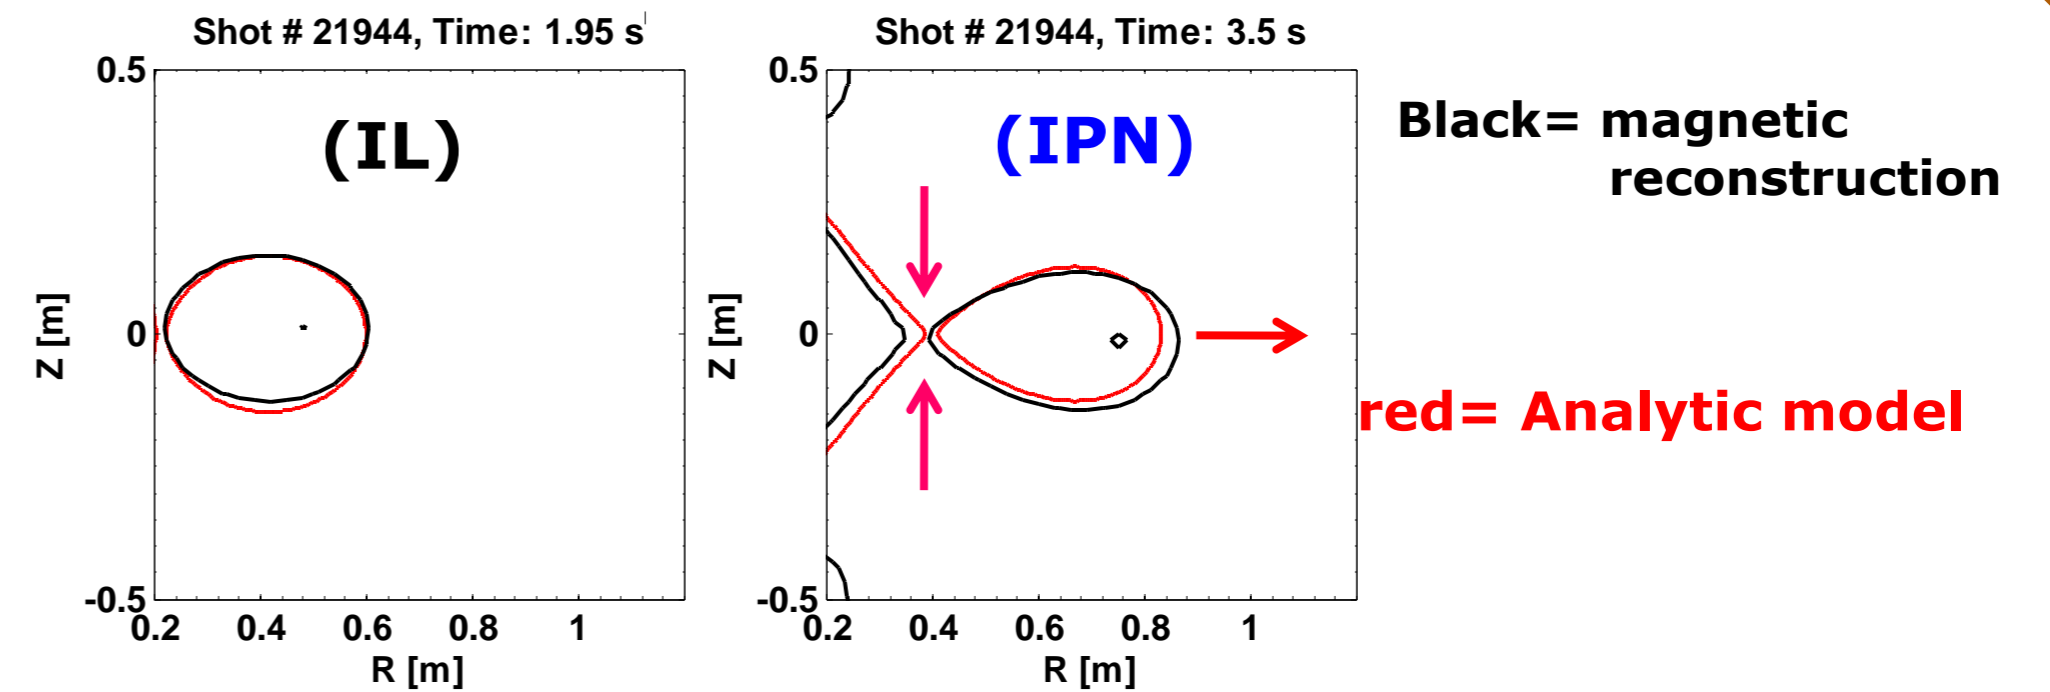 Shot # 21944, Time: 1.95 s
Shot # 21944, Time: 3.5 s
0.5
(IL)
Z [m]
0
-0.5
0.2 0.4 0.6 0.8 1
R [m]
0.5
(IPN)
Z [m]
0
-0.5
0.2 0.4 0.6 0.8 1
R [m]
Black= magnetic
reconstruction
red= Analytic model